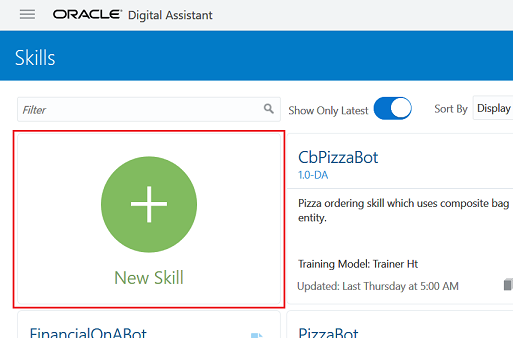 ORACLE® Digital Assistant
Skills
Filter
Show Only Latest
Sort By
Display
New Skill
CbPizzaBot
1.0-DA
Pizza ordering skill which uses composite bag
entity.
Training Model: Trainer Ht
Updated: Last Thursday at 5:00 AM
FinancialOnABot
PizzaBot